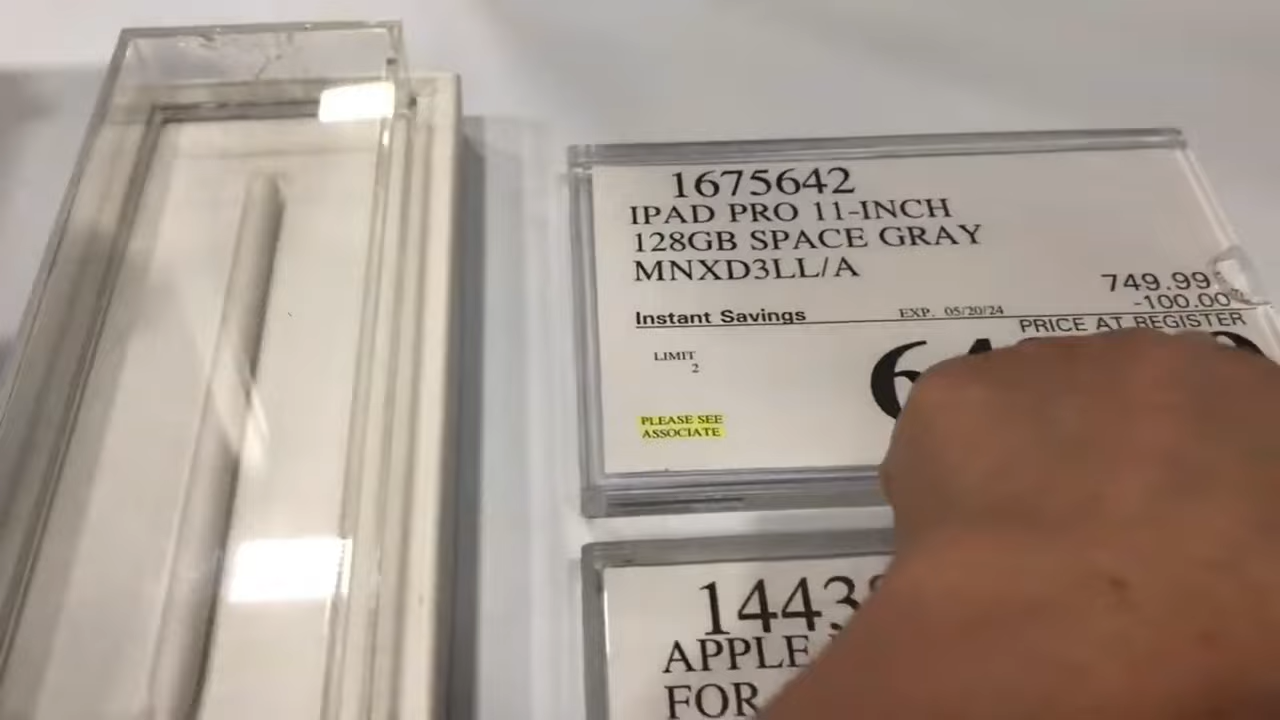 1675642
IPAD PRO 11-INCH
128GB SPACE GRAY
MNXD3LL/A
749.99
-100.00
Instant Savings EXP. 05/20/24
PRICE AT REGISTER
LIMIT
2
PLEASE SEE
ASSOCIATE
1443
APPLE
FOR